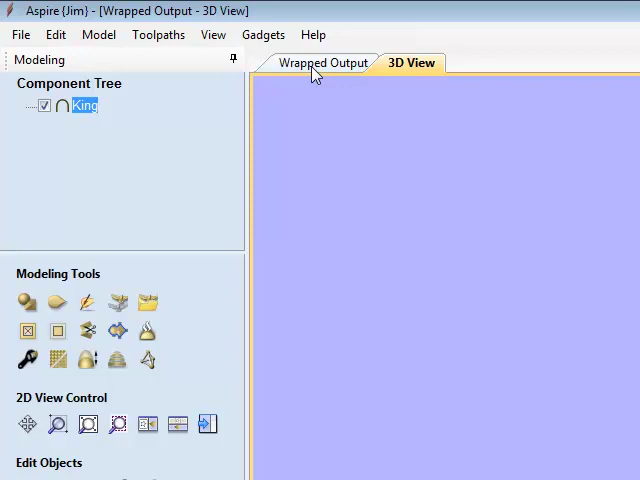 Aspire {Jim} - [Wrapped Output - 3D View]
File Edit Model Toolpaths View Gadgets Help
Modeling
Wrapped Output 3D View
Component Tree
King
Modeling Tools
2D View Control
Edit Objects